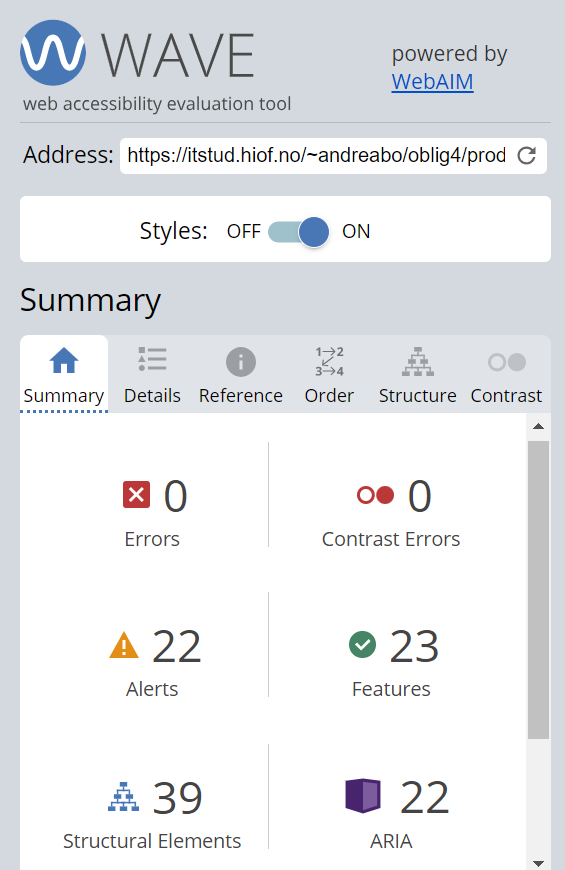 WAVE
powered by
WebAIM
web accessibility evaluation tool
Address: https://itstud.hiof.no/~andreabo/oblig4/prod
Styles: OFF ON
Summary
1 2
3 4
Summary Details Reference Order Structure Contrast
0 0
Errors Contrast Errors
22 23
Alerts Features
39 22
Structural Elements ARIA